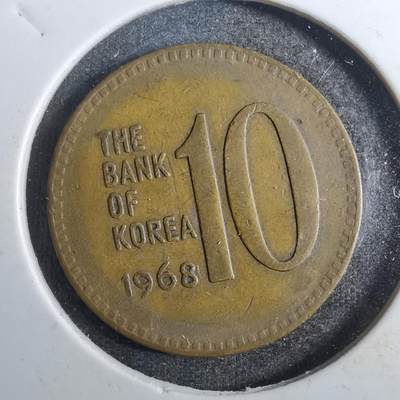 THE
BANK
OF
KOREA
1968
10